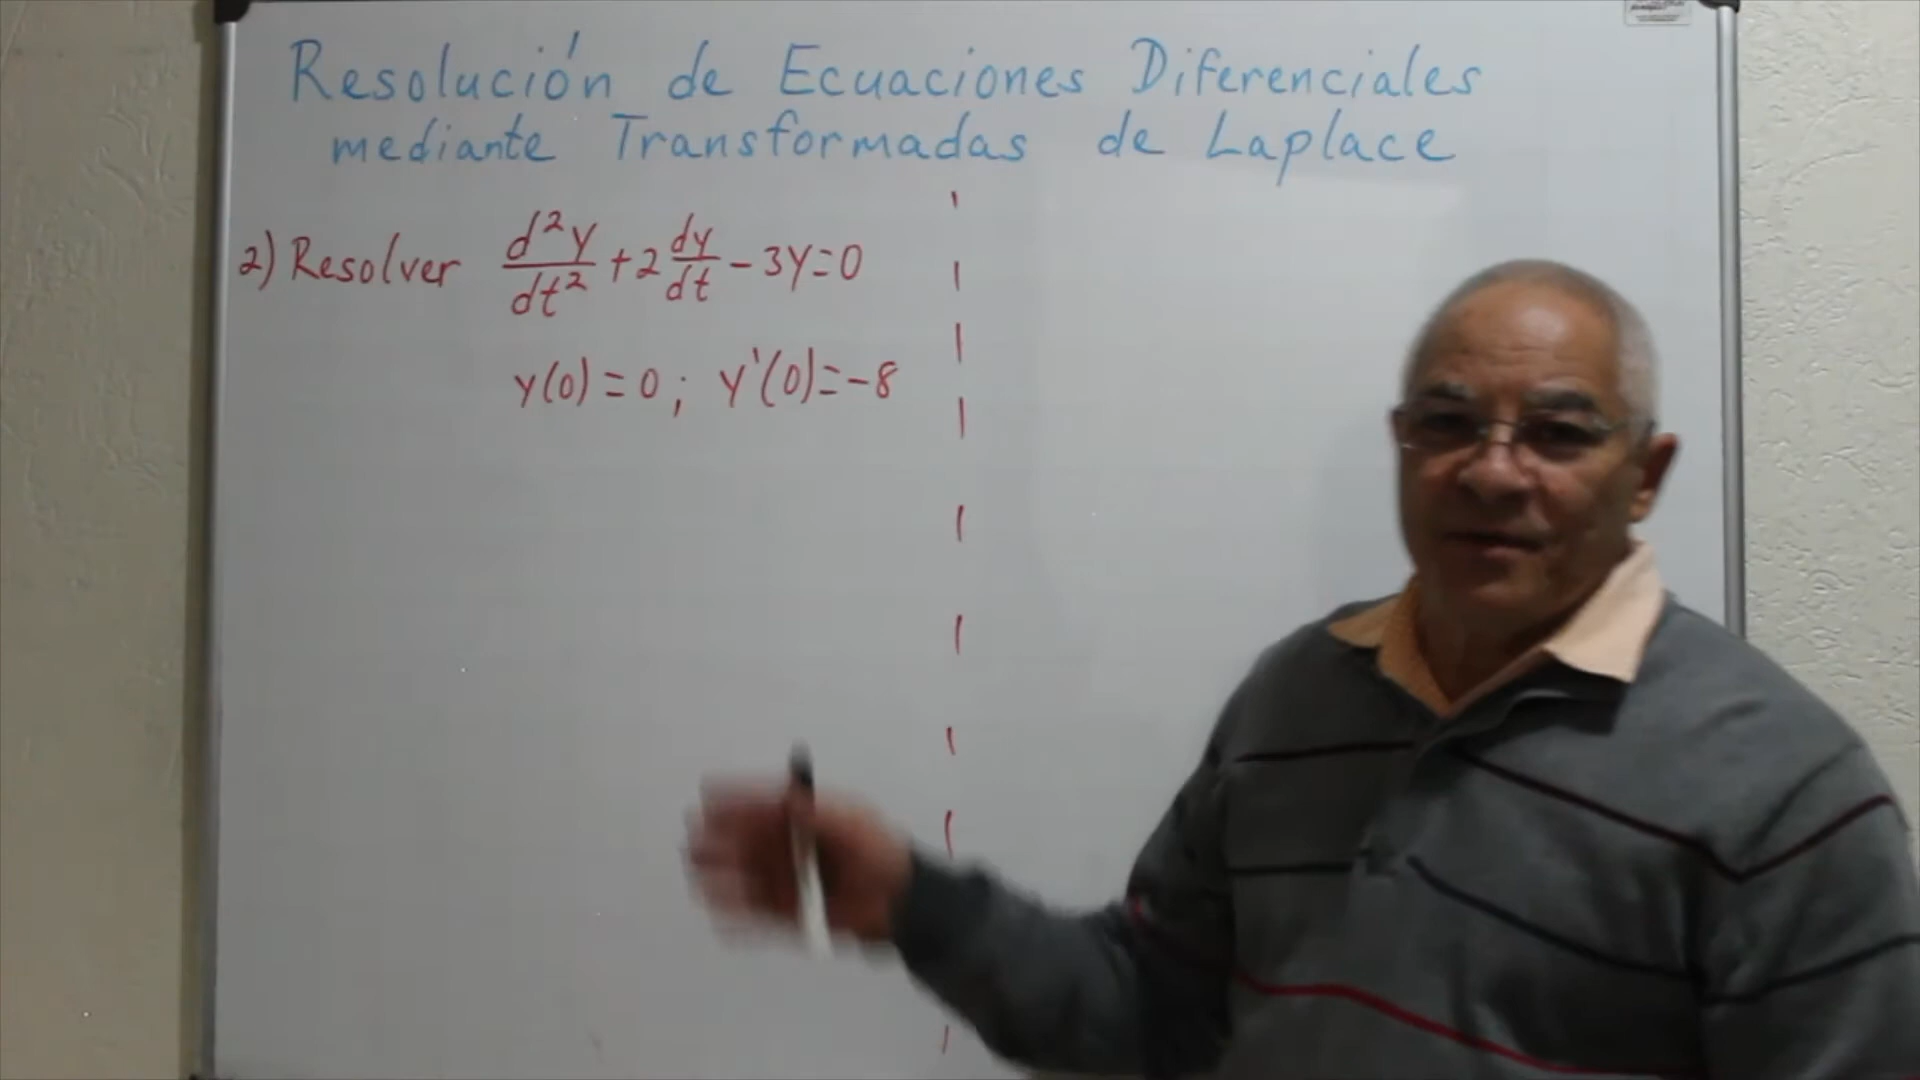 Resolución de Ecuaciones Diferenciales
mediante Transformadas de Laplace
2) Resolver d²y/dt² + 2 dy/dt - 3y = 0
y(0) = 0 ; y'(0) = -8